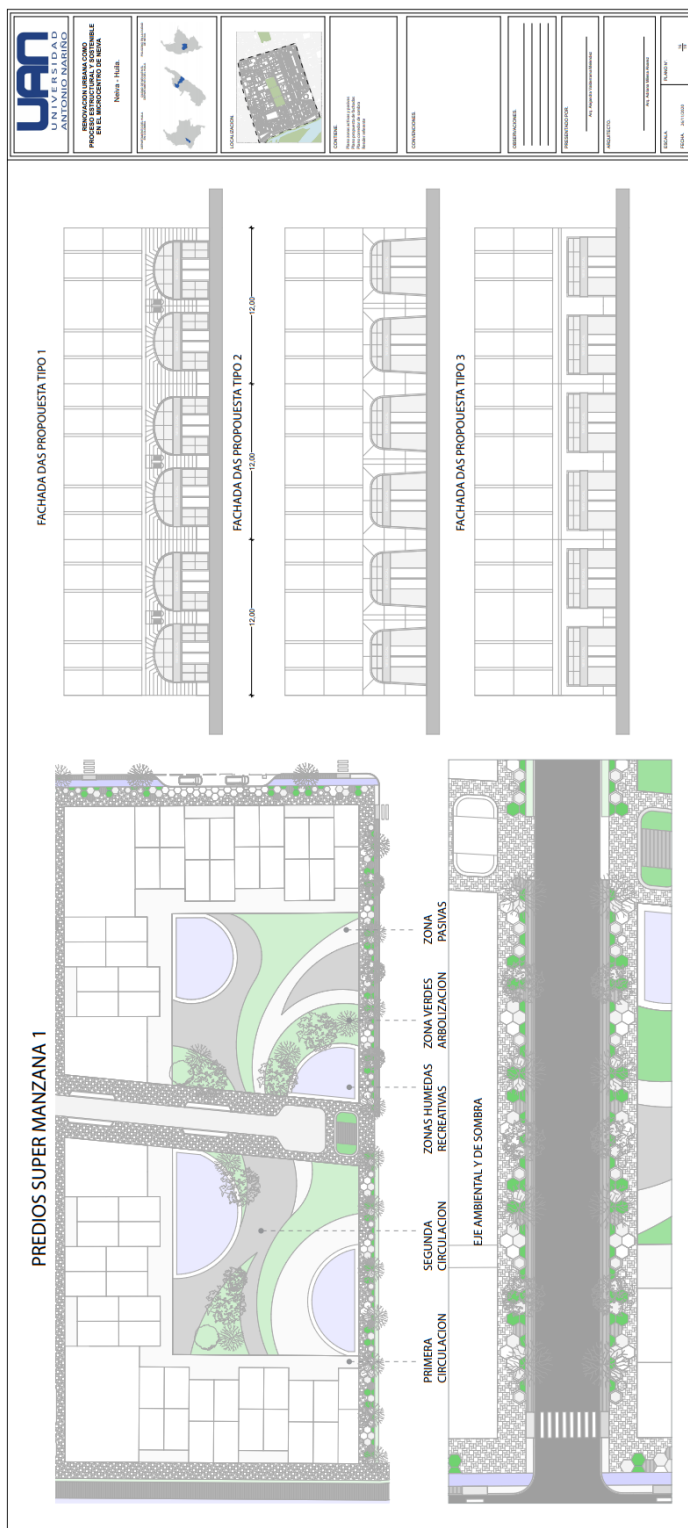 UAN
UNIVERSIDAD
ANTONIO NARIÑO
RENOVACION URBANA COMO
PROCESO ESTRUCTURAL Y SOSTENIBLE
EN EL MICROCENTRO DE NEIVA
Neiva - Huila.
LOCALIZACION:
CONTIENE:
CONVENCIONES:
OBSERVACIONES:
PRESENTADO POR:
ARQUITECTO:
ESCALA:
PLANO N°
FECHA:
FACHADA DAS PROPOUESTA TIPO 1
12,00
12,00
12,00
FACHADA DAS PROPOUESTA TIPO 2
FACHADA DAS PROPOUESTA TIPO 3
PREDIOS SUPER MANZANA 1
PRIMERA
CIRCULACION
SEGUNDA
CIRCULACION
ZONAS HUMEDAS
RECREATIVAS
ZONA VERDES
ARBOLIZACION
ZONA
PASIVAS
EJE AMBIENTAL Y DE SOMBRA